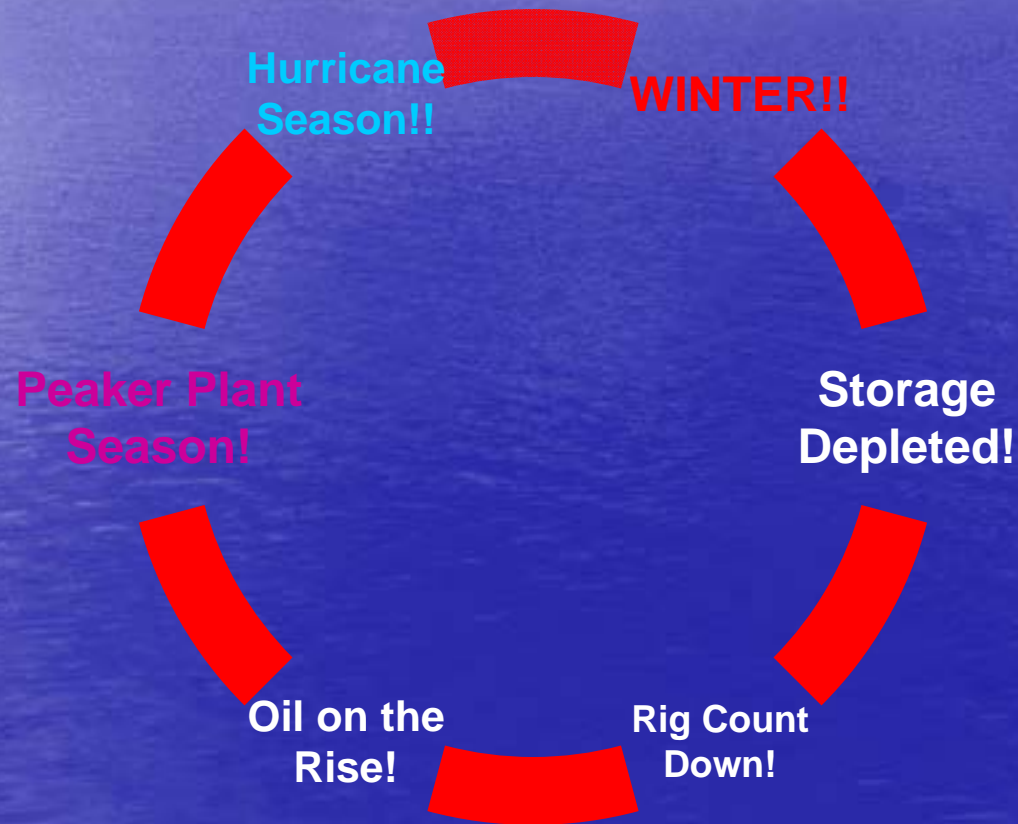 Hurricane
Season!!
WINTER!!
Peaker Plant
Season!
Storage
Depleted!
Oil on the
Rise!
Rig Count
Down!